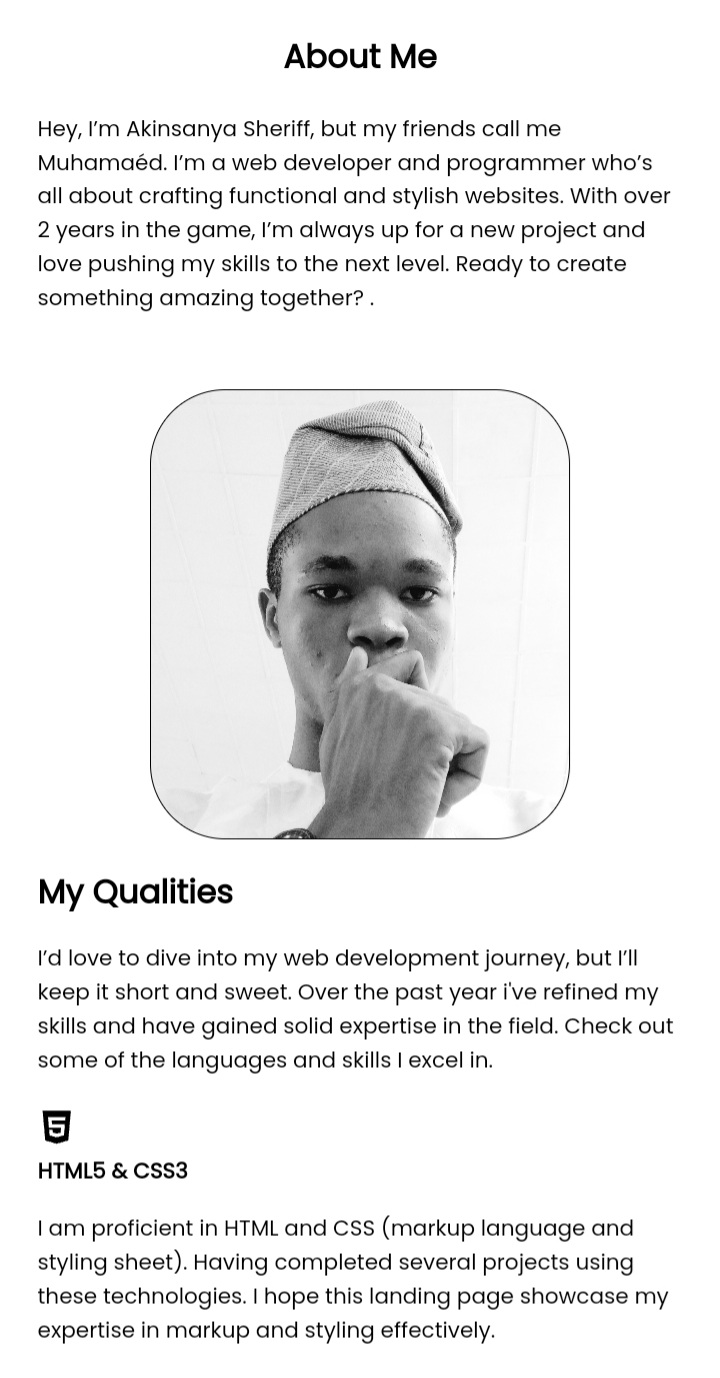 About Me
Hey, I’m Akinsanya Sheriff, but my friends call me
Muhamaéd. I’m a web developer and programmer who’s
all about crafting functional and stylish websites. With over
2 years in the game, I’m always up for a new project and
love pushing my skills to the next level. Ready to create
something amazing together? .
My Qualities
I’d love to dive into my web development journey, but I’ll
keep it short and sweet. Over the past year i've refined my
skills and have gained solid expertise in the field. Check out
some of the languages and skills I excel in.
5
HTML5 & CSS3
I am proficient in HTML and CSS (markup language and
styling sheet). Having completed several projects using
these technologies. I hope this landing page showcase my
expertise in markup and styling effectively.